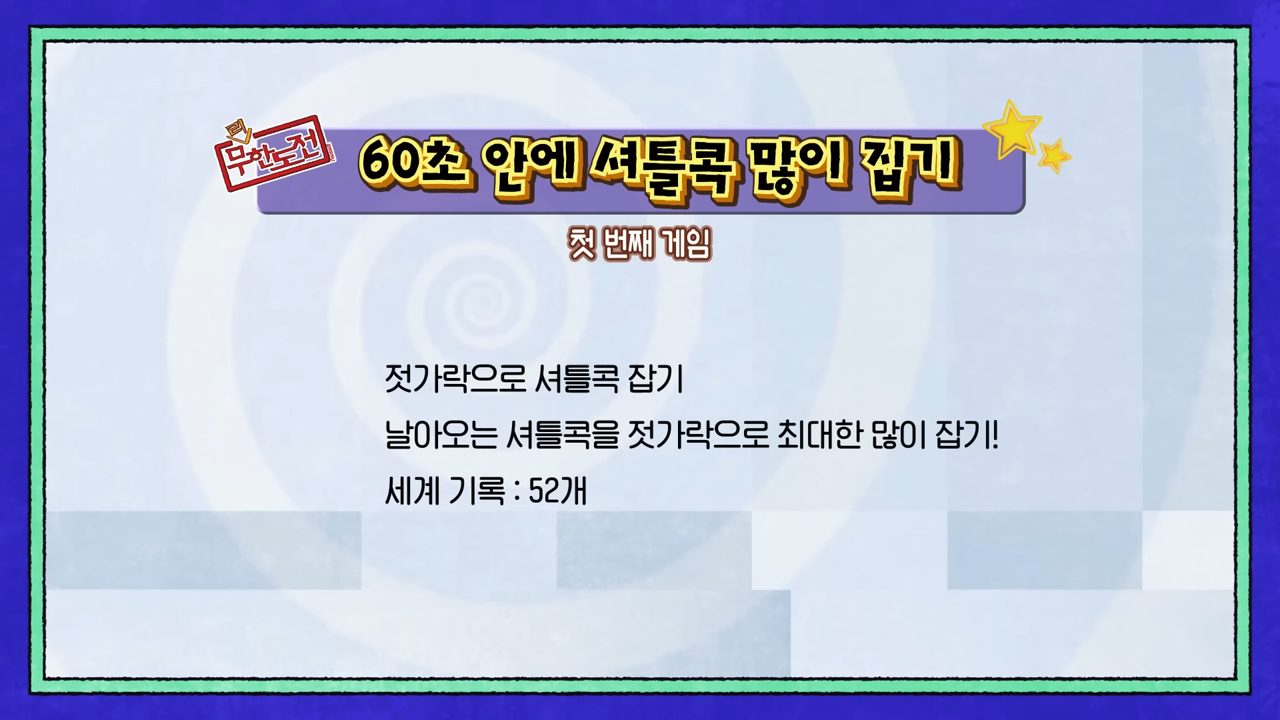 리
무한도전
60초 안에 셔틀콕 많이 집기
첫 번째 게임
젓가락으로 셔틀콕 잡기
날아오는 셔틀콕을 젓가락으로 최대한 많이 잡기!
세계 기록 : 52개